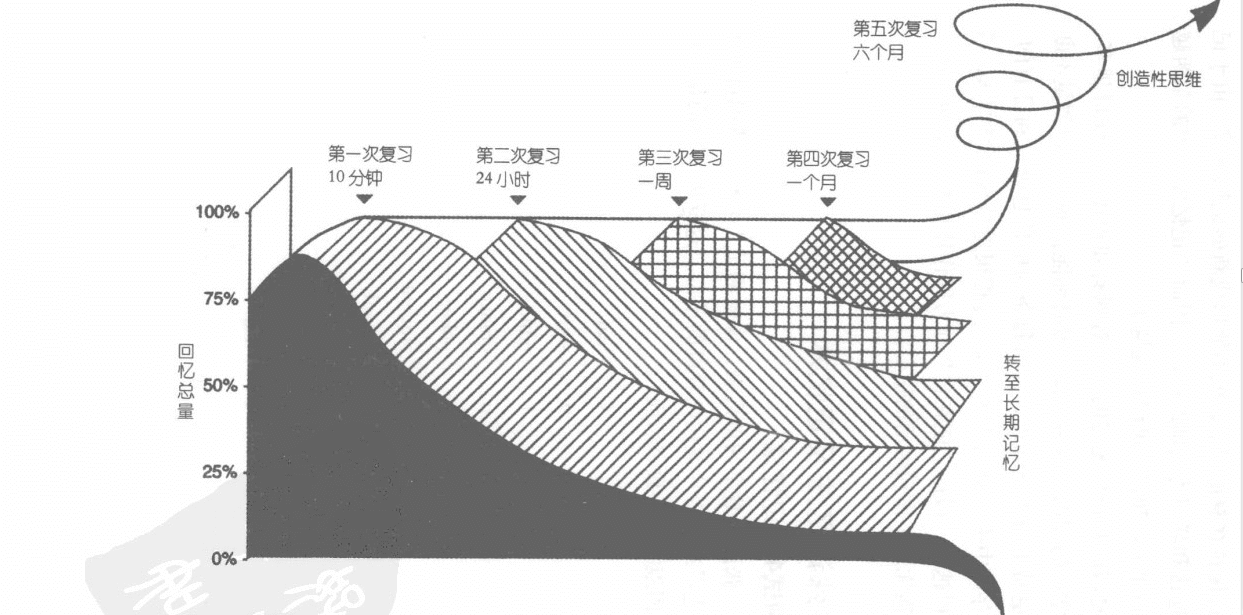 第五次复习
六个月
创造性思维
第一次复习
10 分钟
第二次复习
24 小时
第三次复习
一周
第四次复习
一个月
100%
75%
50%
25%
0%
回忆总量
转至长期记忆